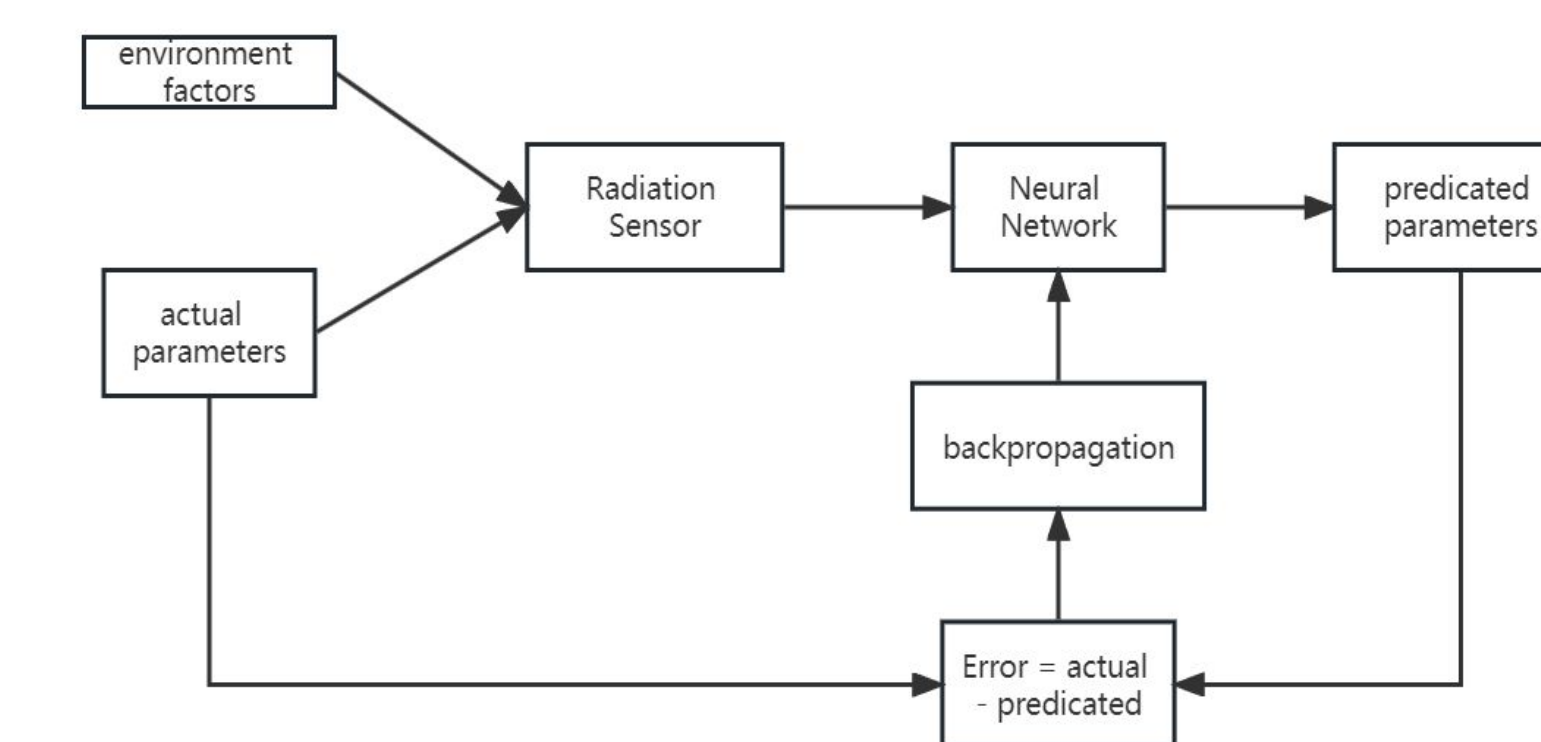 environment
factors
Radiation
Sensor
Neural
Network
predicated
parameters
actual
parameters
backpropagation
Error = actual
- predicated